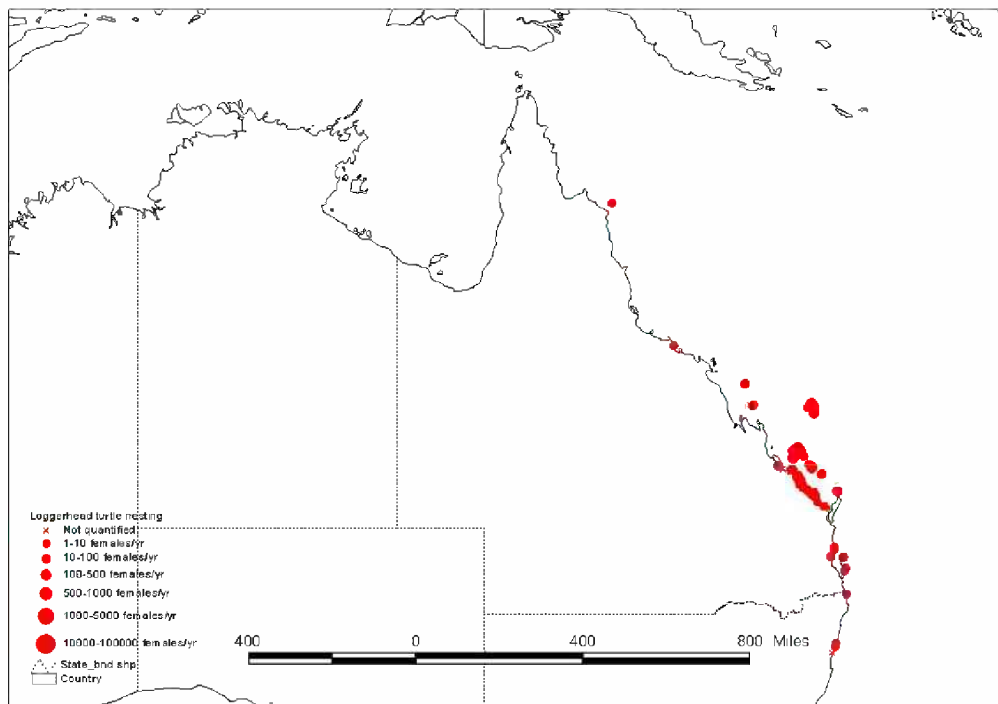 Loggerhead turtle nesting
Not quantified
1-10 females/yr
10-100 females/yr
100-500 females/yr
500-1000 females/yr
1000-5000 females/yr
10000-100000 females/yr
State_bnd shp
Country
400 0 400 800 Miles